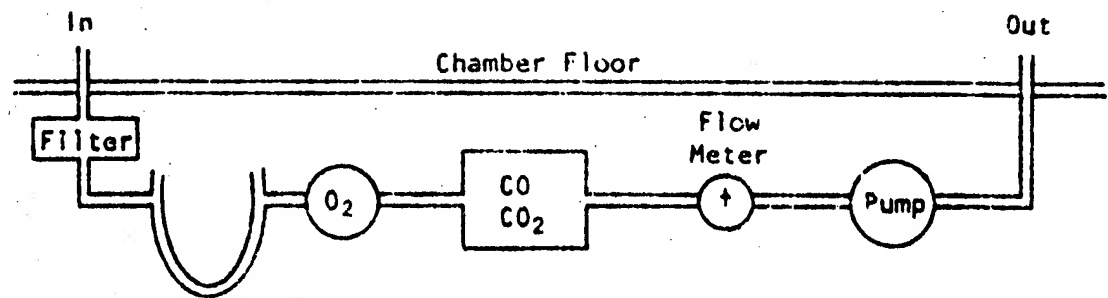 In
Out
Chamber Floor
Filter
Flow
Meter
O₂
CO
CO₂
Pump